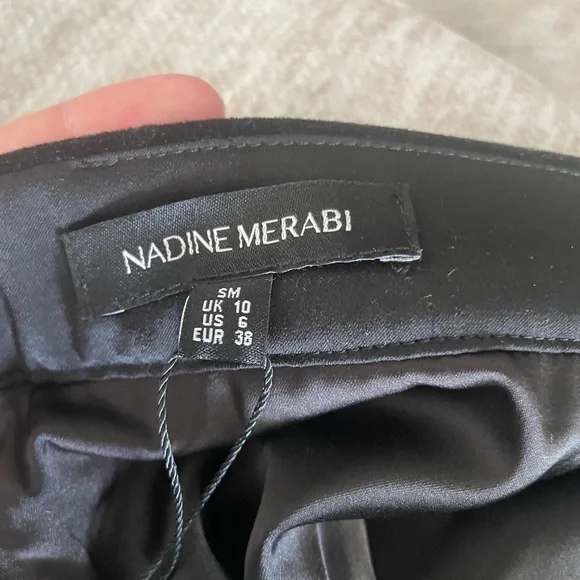 NADINE MERABI
SM
UK 10
US 6
EUR 38